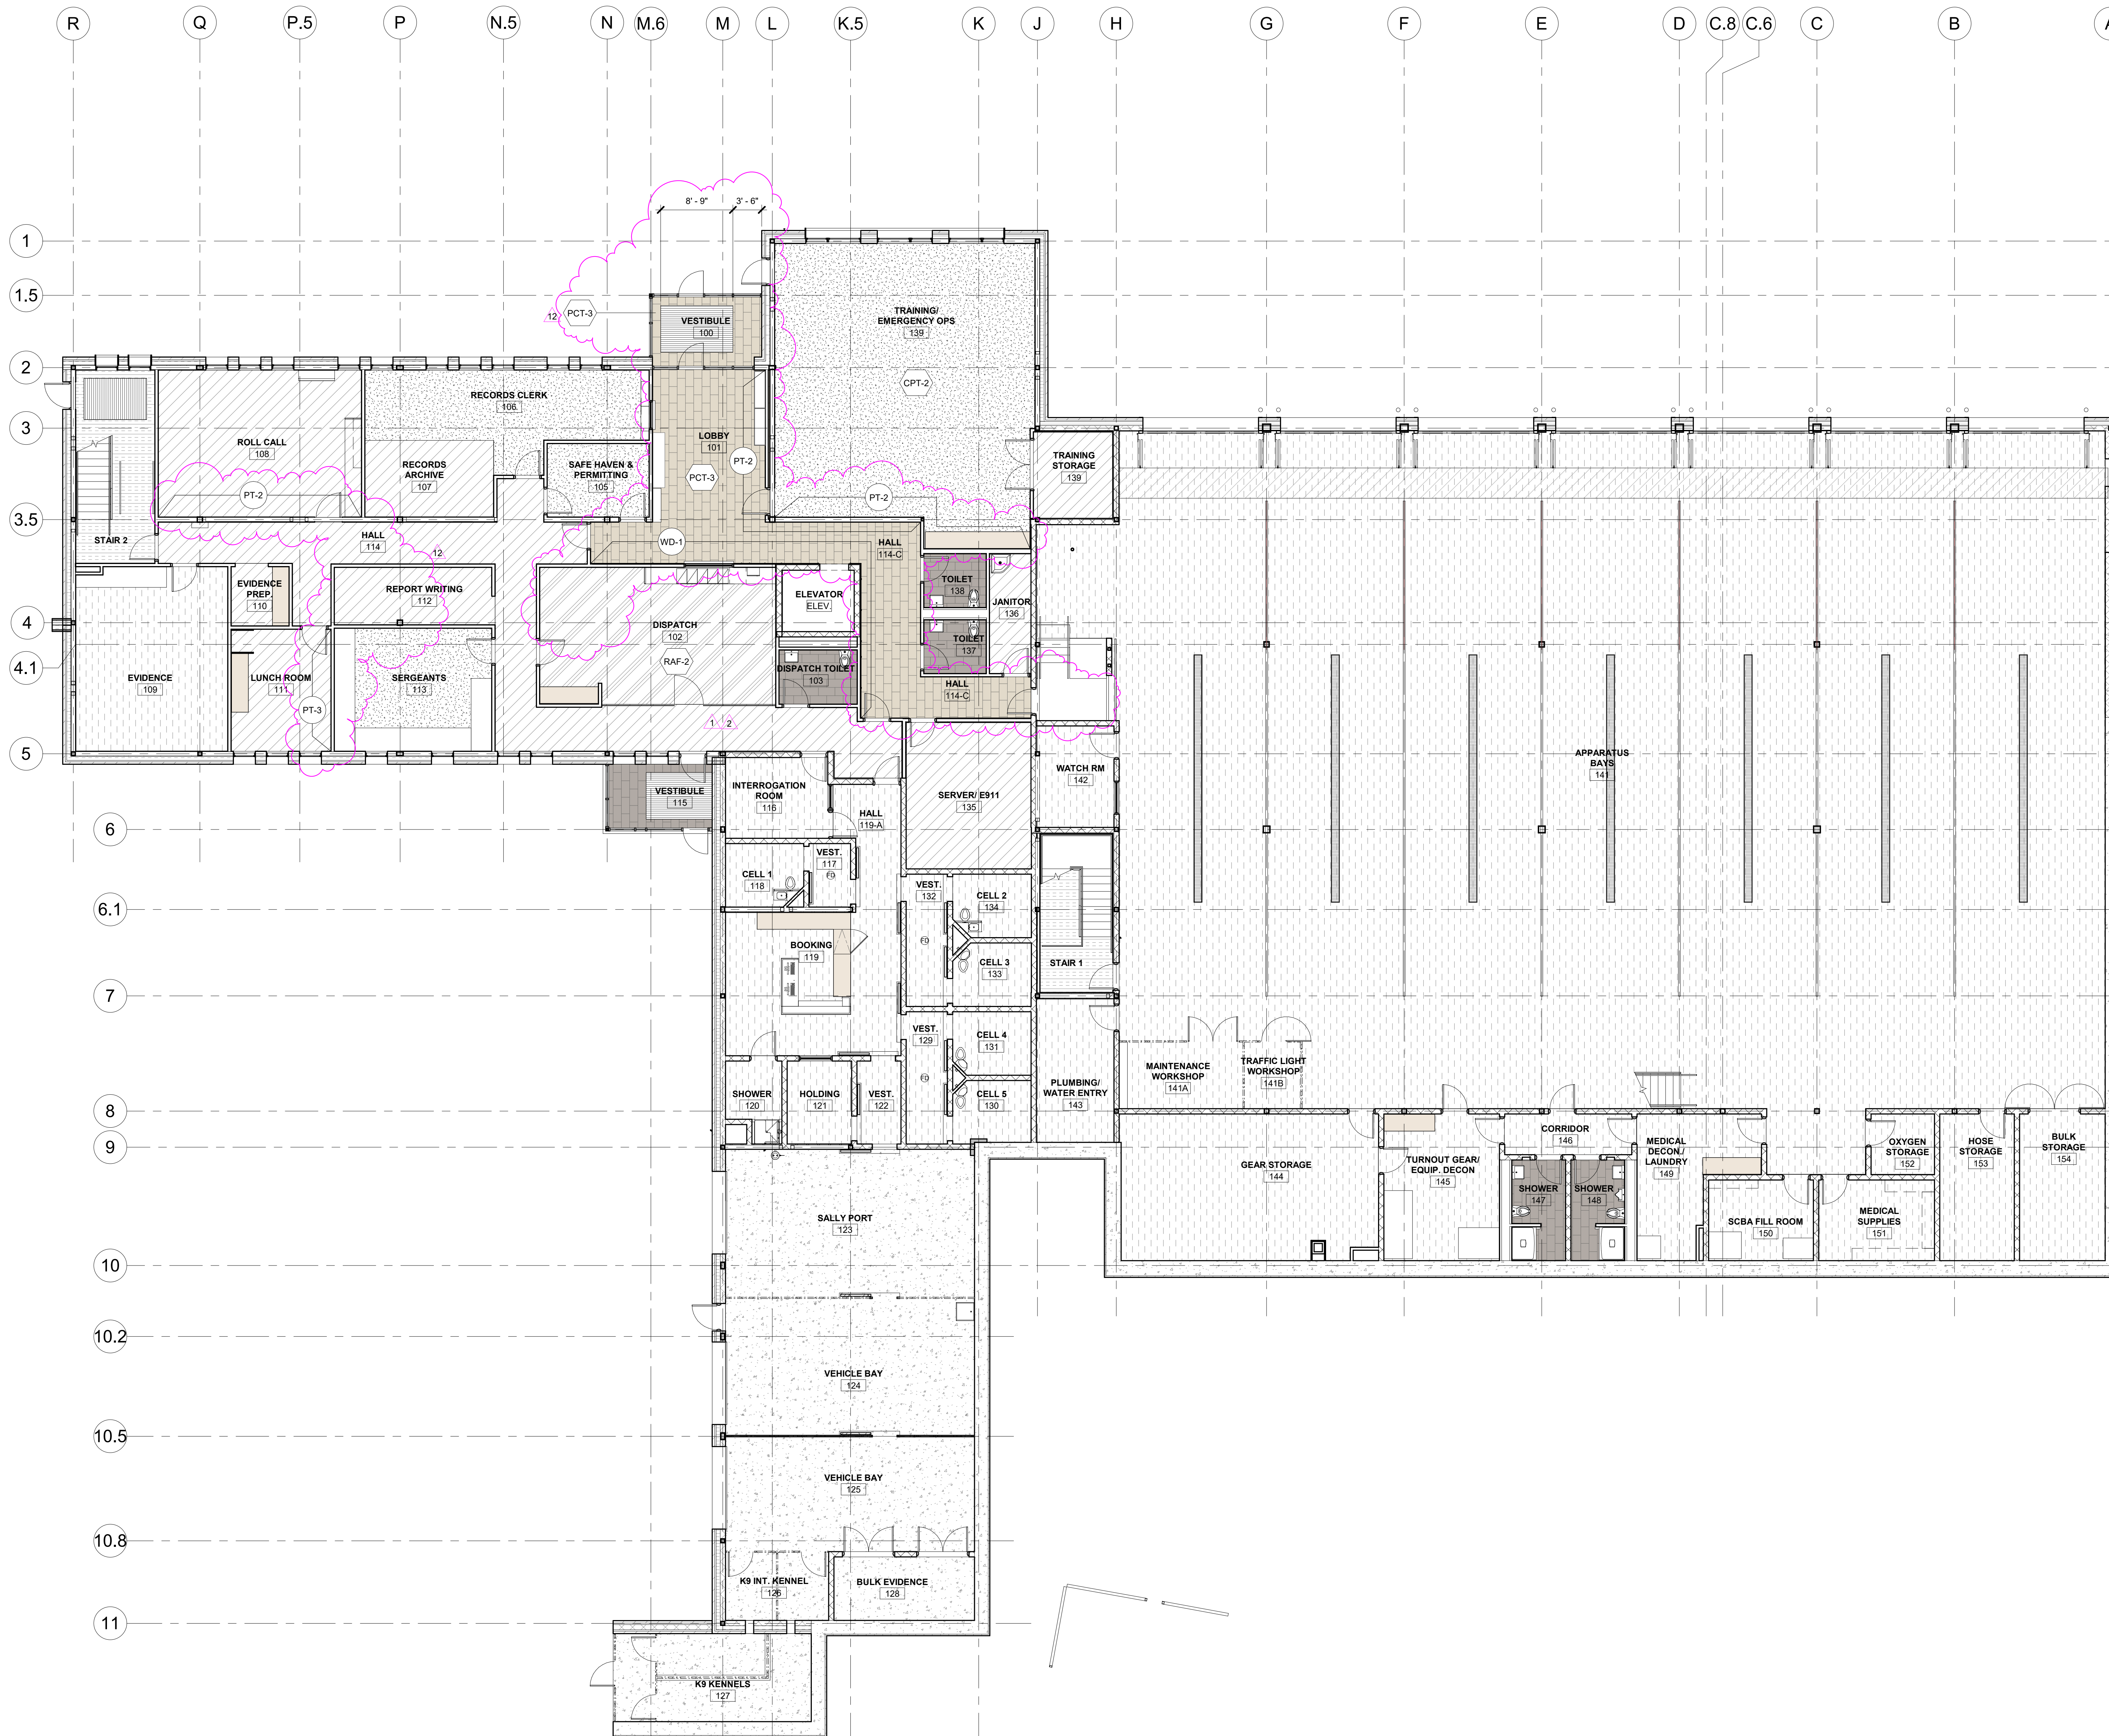 R
Q
P.5
P
N.5
N
M.6
M
L
K.5
K
J
H
G
F
E
D
C.8
C.6
C
B
8' - 9"
3' - 6"
1
1.5
TRAINING/
EMERGENCY OPS
139
12
PCT-3
VESTIBULE
100
2
CPT-2
RECORDS CLERK
106
3
ROLL CALL
108
LOBBY
101
RECORDS
ARCHIVE
107
SAFE HAVEN &
PERMITTING
105
PT-2
PCT-3
TRAINING
STORAGE
139
PT-2
PT-2
3.5
STAIR 2
HALL
114
12
WD-1
HALL
114-C
EVIDENCE
PREP.
110
REPORT WRITING
112
ELEVATOR
ELEV.
TOILET
138
JANITOR
136
4
DISPATCH
102
TOILET
137
RAF-2
4.1
EVIDENCE
109
LUNCH ROOM
111
SERGEANTS
113
DISPATCH TOILET
103
HALL
114-C
PT-3
1
2
5
APPARATUS
BAYS
141
WATCH RM
142
VESTIBULE
115
INTERROGATION
ROOM
116
SERVER/ E911
135
HALL
119-A
6
VEST.
117
FD
CELL 1
118
VEST.
132
CELL 2
134
6.1
FD
BOOKING
119
CELL 3
133
STAIR 1
7
VEST.
129
CELL 4
131
MAINTENANCE
WORKSHOP
141A
TRAFFIC LIGHT
WORKSHOP
141B
FD
PLUMBING/
WATER ENTRY
143
SHOWER
120
HOLDING
121
VEST.
122
CELL 5
130
8
9
CORRIDOR
146
GEAR STORAGE
144
TURNOUT GEAR/
EQUIP. DECON
145
MEDICAL
DECON./
LAUNDRY
149
OXYGEN
STORAGE
152
HOSE
STORAGE
153
BULK
STORAGE
154
SHOWER
147
SHOWER
148
SCBA FILL ROOM
150
MEDICAL
SUPPLIES
151
SALLY PORT
123
10
10.2
VEHICLE BAY
124
10.5
VEHICLE BAY
125
10.8
K9 INT. KENNEL
126
BULK EVIDENCE
128
11
K9 KENNELS
127